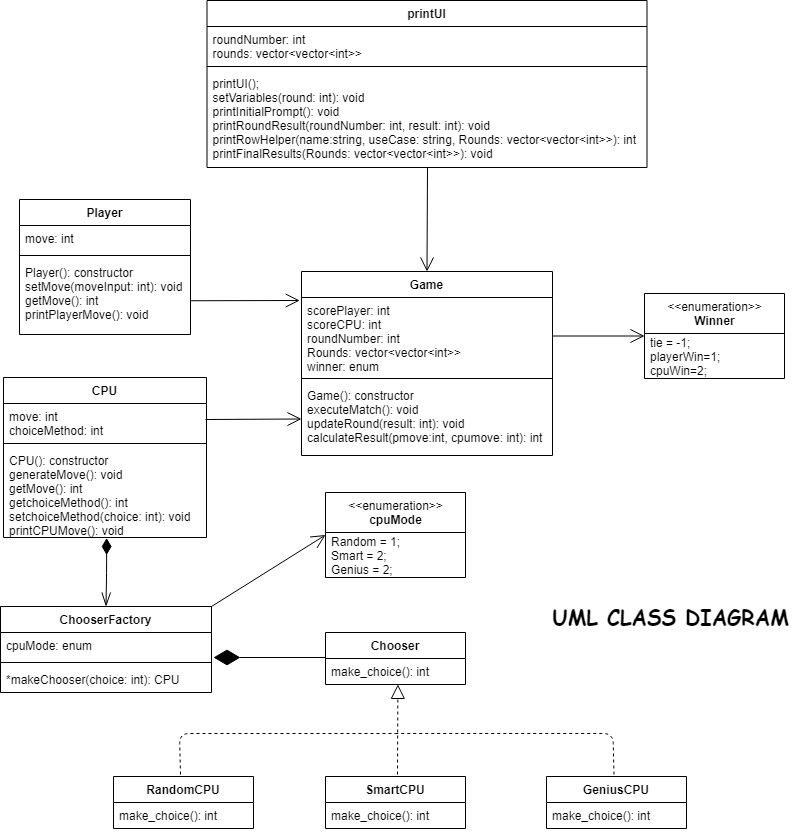 printUI
roundNumber: int
rounds: vector<vector<int>>
printUI();
setVariables(round: int): void
printInitialPrompt(): void
printRoundResult(roundNumber: int, result: int): void
printRowHelper(name:string, useCase: string, Rounds: vector<vector<int>>): int
printFinalResults(Rounds: vector<vector<int>>): void
Player
move: int
Player(): constructor
setMove(moveInput: int): void
getMove(): int
printPlayerMove(): void
Game
scorePlayer: int
scoreCPU: int
roundNumber: int
Rounds: vector<vector<int>>
winner: enum
Game(): constructor
executeMatch(): void
updateRound(result: int): void
calculateResult(pmove:int, cpumove: int): int
<<enumeration>>
Winner
tie = -1;
playerWin=1;
cpuWin=2;
CPU
move: int
choiceMethod: int
CPU(): constructor
generateMove(): void
getMove(): int
getchoiceMethod(): int
setchoiceMethod(choice: int): void
printCPUMove(): void
<<enumeration>>
cpuMode
Random = 1;
Smart = 2;
Genius = 2;
ChooserFactory
cpuMode: enum
*makeChooser(choice: int): CPU
Chooser
make_choice(): int
UML CLASS DIAGRAM
RandomCPU
make_choice(): int
SmartCPU
make_choice(): int
GeniusCPU
make_choice(): int